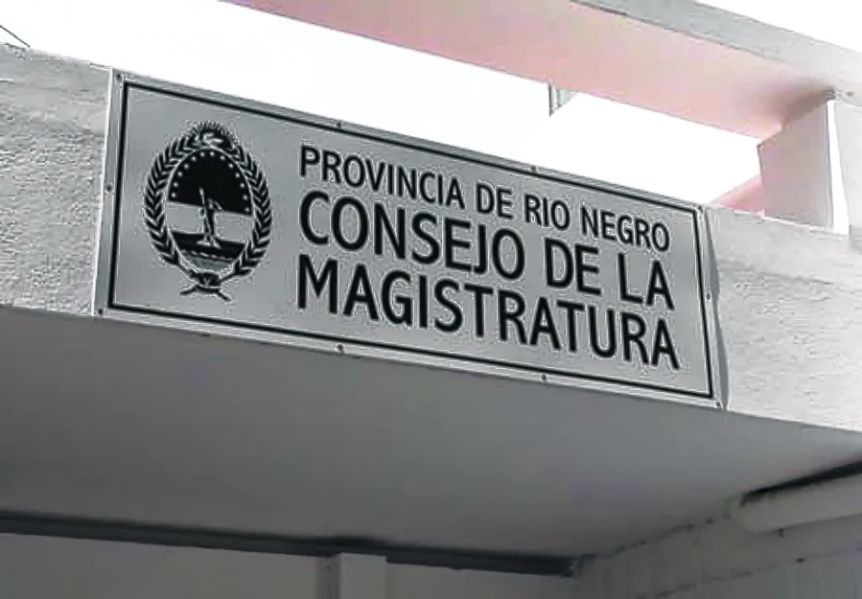 PROVINCIA DE RIO NEGRO
CONSEJO DE LA
MAGISTRATURA